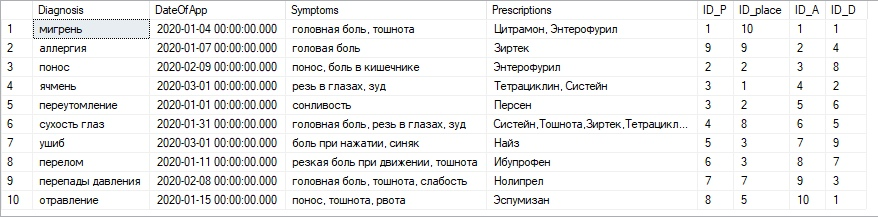 Diagnosis DateOfApp Symptoms Prescriptions ID_P ID_place ID_A ID_D
1 мигрень 2020-01-04 00:00:00.000 головная боль, тошнота Цитрамон, Энтерофурил 1 10 1 1
2 аллергия 2020-01-07 00:00:00.000 головая боль Зиртек 9 9 2 4
3 понос 2020-02-09 00:00:00.000 понос, боль в кишечнике Энтерофурил 2 2 3 8
4 ячмень 2020-03-01 00:00:00.000 резь в глазах, зуд Тетрациклин, Систейн 3 1 4 2
5 переутомление 2020-01-01 00:00:00.000 сонливость Персен 3 2 5 6
6 сухость глаз 2020-01-31 00:00:00.000 головная боль, резь в глазах, зуд Систейн,Тошнота,Зиртек,Тетрацикл... 4 8 6 5
7 ушиб 2020-03-01 00:00:00.000 боль при нажатии, синяк Найз 5 3 7 9
8 перелом 2020-01-11 00:00:00.000 резкая боль при движении, тошнота Ибупрофен 6 3 8 7
9 перепады давления 2020-02-08 00:00:00.000 головная боль, тошнота, слабость Нолипрел 7 7 9 3
10 отравление 2020-01-15 00:00:00.000 понос, тошнота, рвота Эспумизан 8 5 10 1